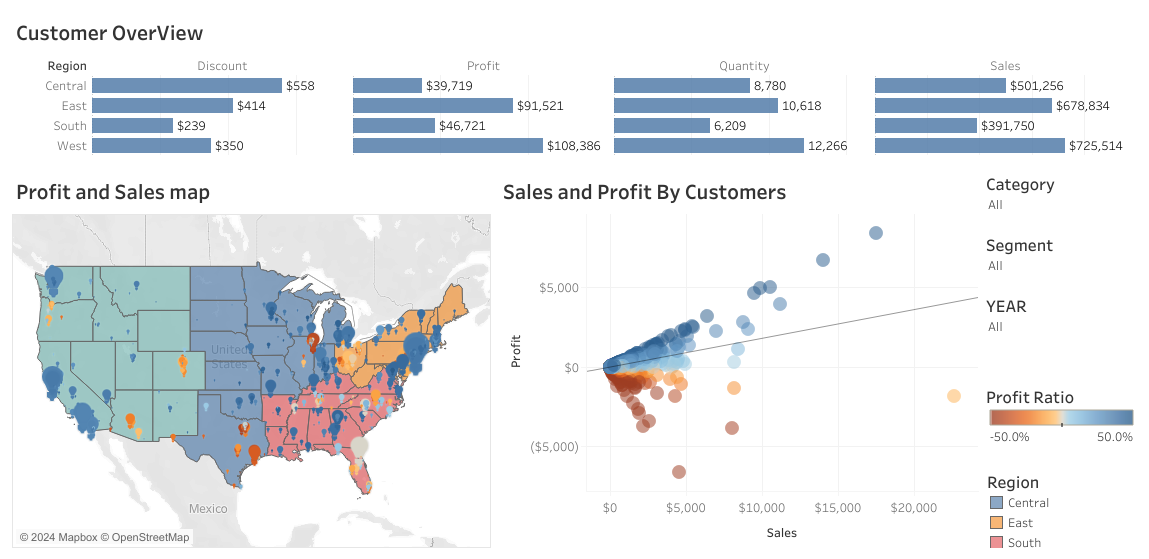 Customer OverView
Region Discount Profit Quantity Sales
Central $558 $39,719 8,780 $501,256
East $414 $91,521 10,618 $678,834
South $239 $46,721 6,209 $391,750
West $350 $108,386 12,266 $725,514
Profit and Sales map
United
States
Mexico
© 2024 Mapbox © OpenStreetMap
Sales and Profit By Customers
Profit
$5,000
$0
($5,000)
$0 $5,000 $10,000 $15,000 $20,000
Sales
Category
All
Segment
All
YEAR
All
Profit Ratio
-50.0% 50.0%
Region
Central
East
South